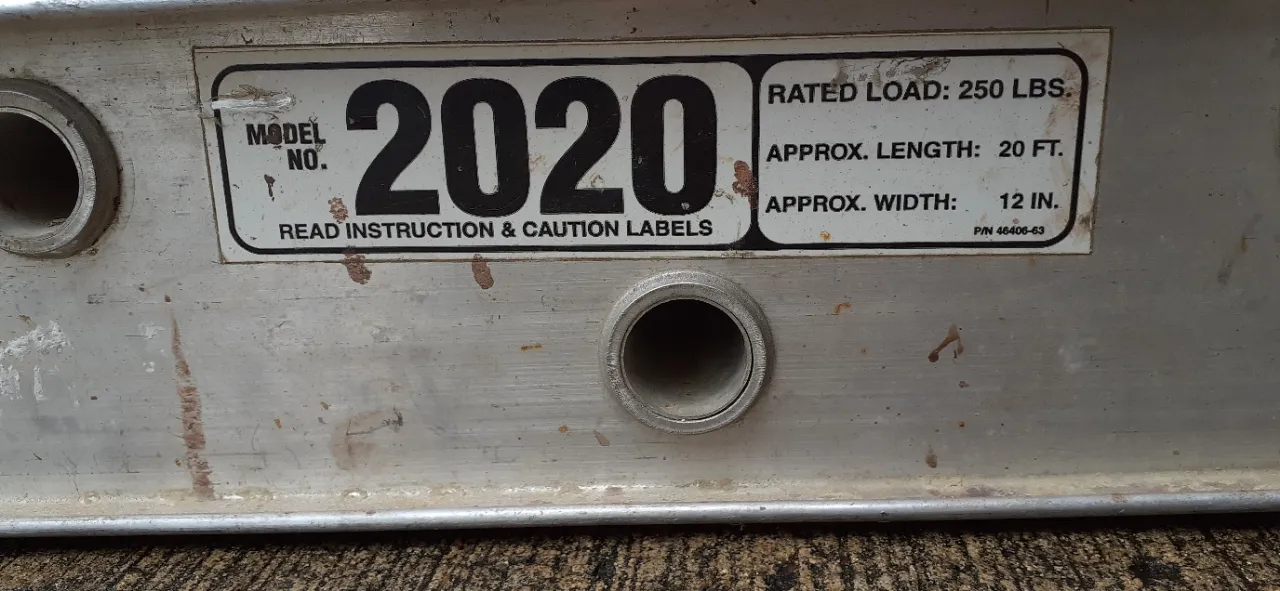 MODEL NO. 2020
READ INSTRUCTION & CAUTION LABELS
RATED LOAD: 250 LBS.
APPROX. LENGTH: 20 FT.
APPROX. WIDTH: 12 IN.
P/N 46406-63